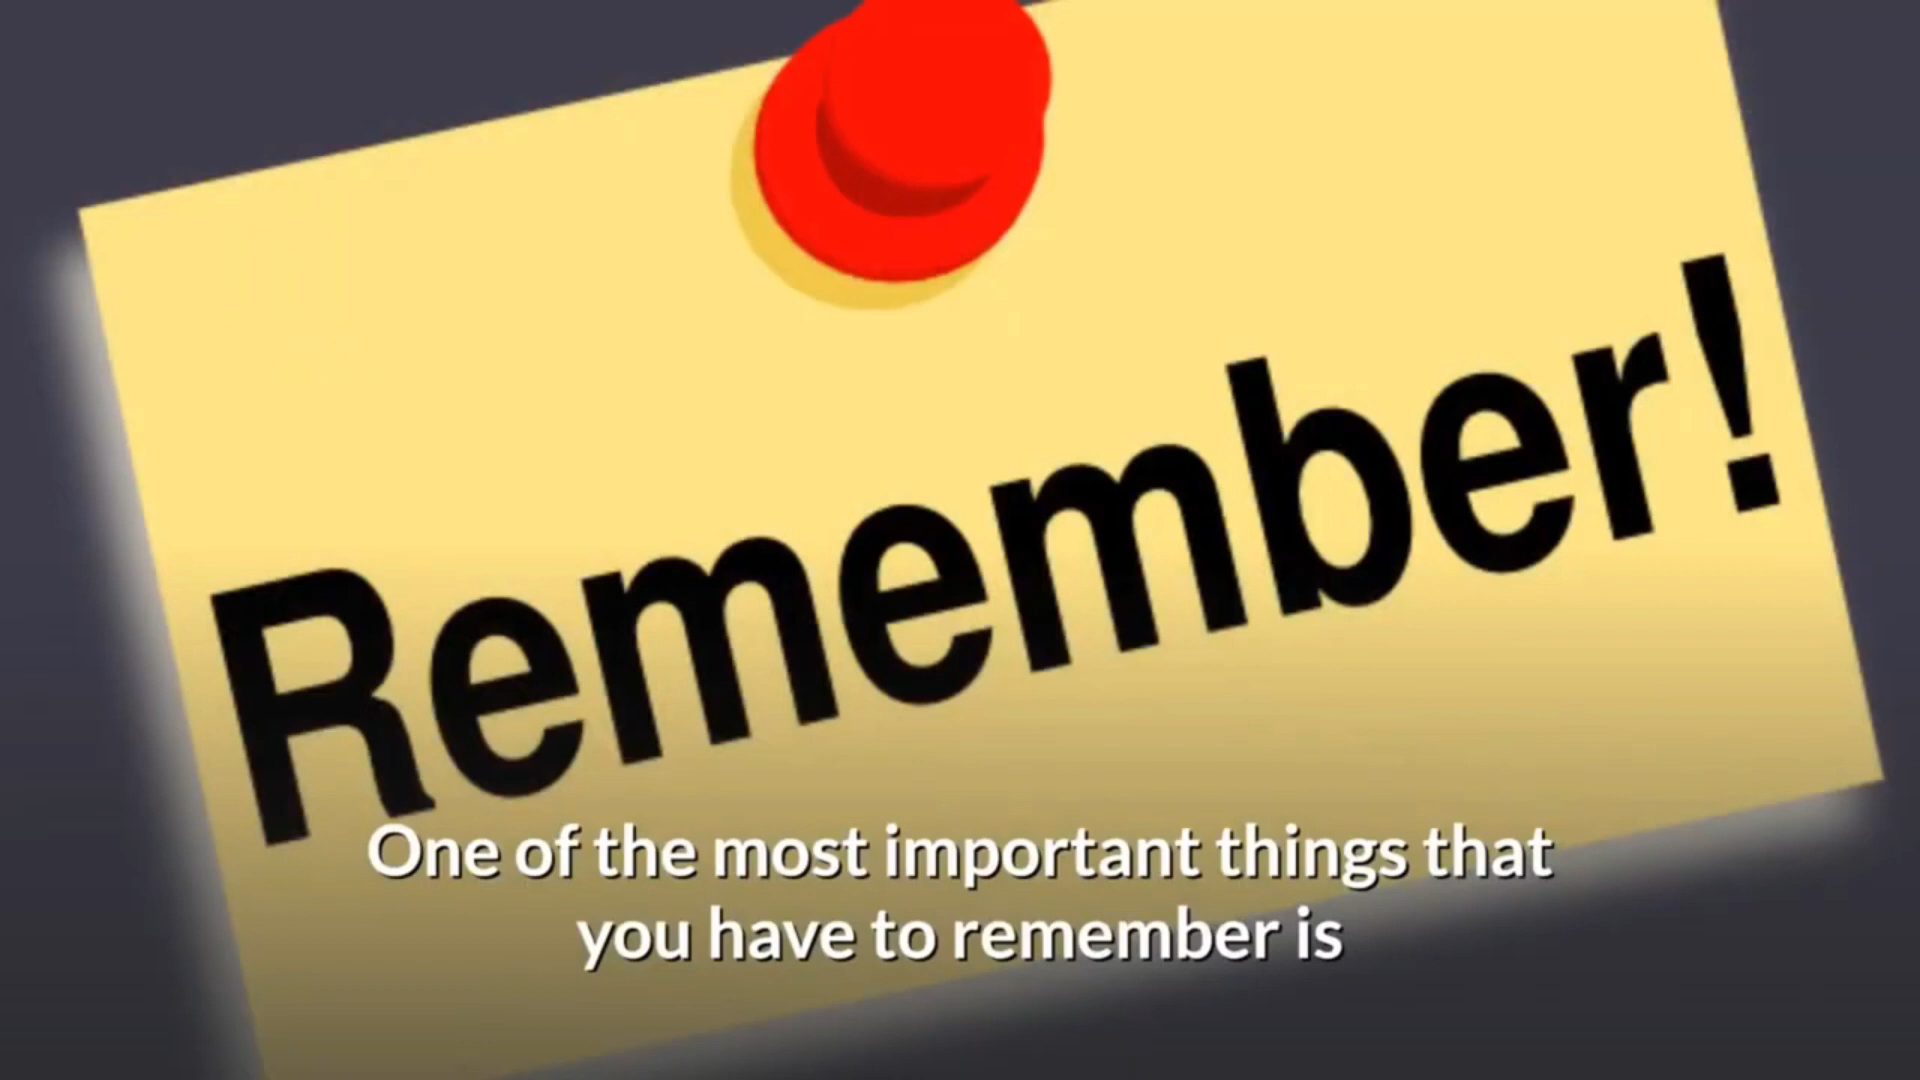 Remember!
One of the most important things that
you have to remember is